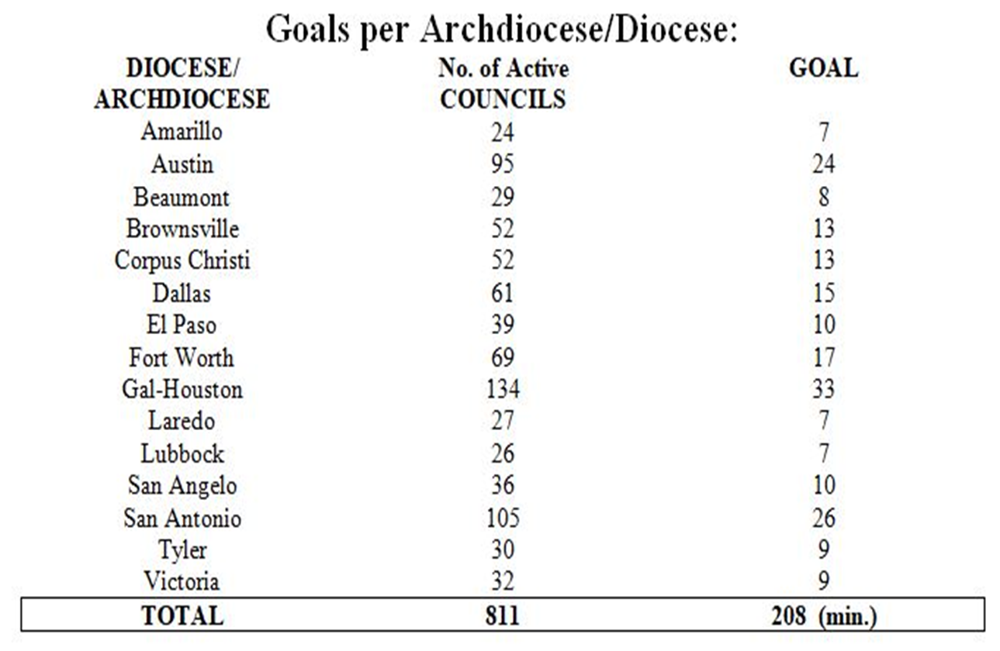 Goals per Archdiocese/Diocese:
DIOCESE/ No. of Active GOAL
ARCHDIOCESE COUNCILS
Amarillo 24 7
Austin 95 24
Beaumont 29 8
Brownsville 52 13
Corpus Christi 52 13
Dallas 61 15
El Paso 39 10
Fort Worth 69 17
Gal-Houston 134 33
Laredo 27 7
Lubbock 26 7
San Angelo 36 10
San Antonio 105 26
Tyler 30 9
Victoria 32 9
TOTAL 811 208 (min.)